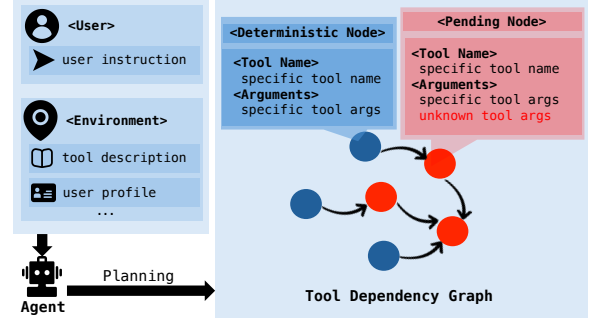 <User>
user instruction
<Environment>
tool description
user profile
...
Agent
Planning
<Deterministic Node>
<Tool Name>
specific tool name
<Arguments>
specific tool args
<Pending Node>
<Tool Name>
specific tool name
<Arguments>
specific tool args
unknown tool args
Tool Dependency Graph